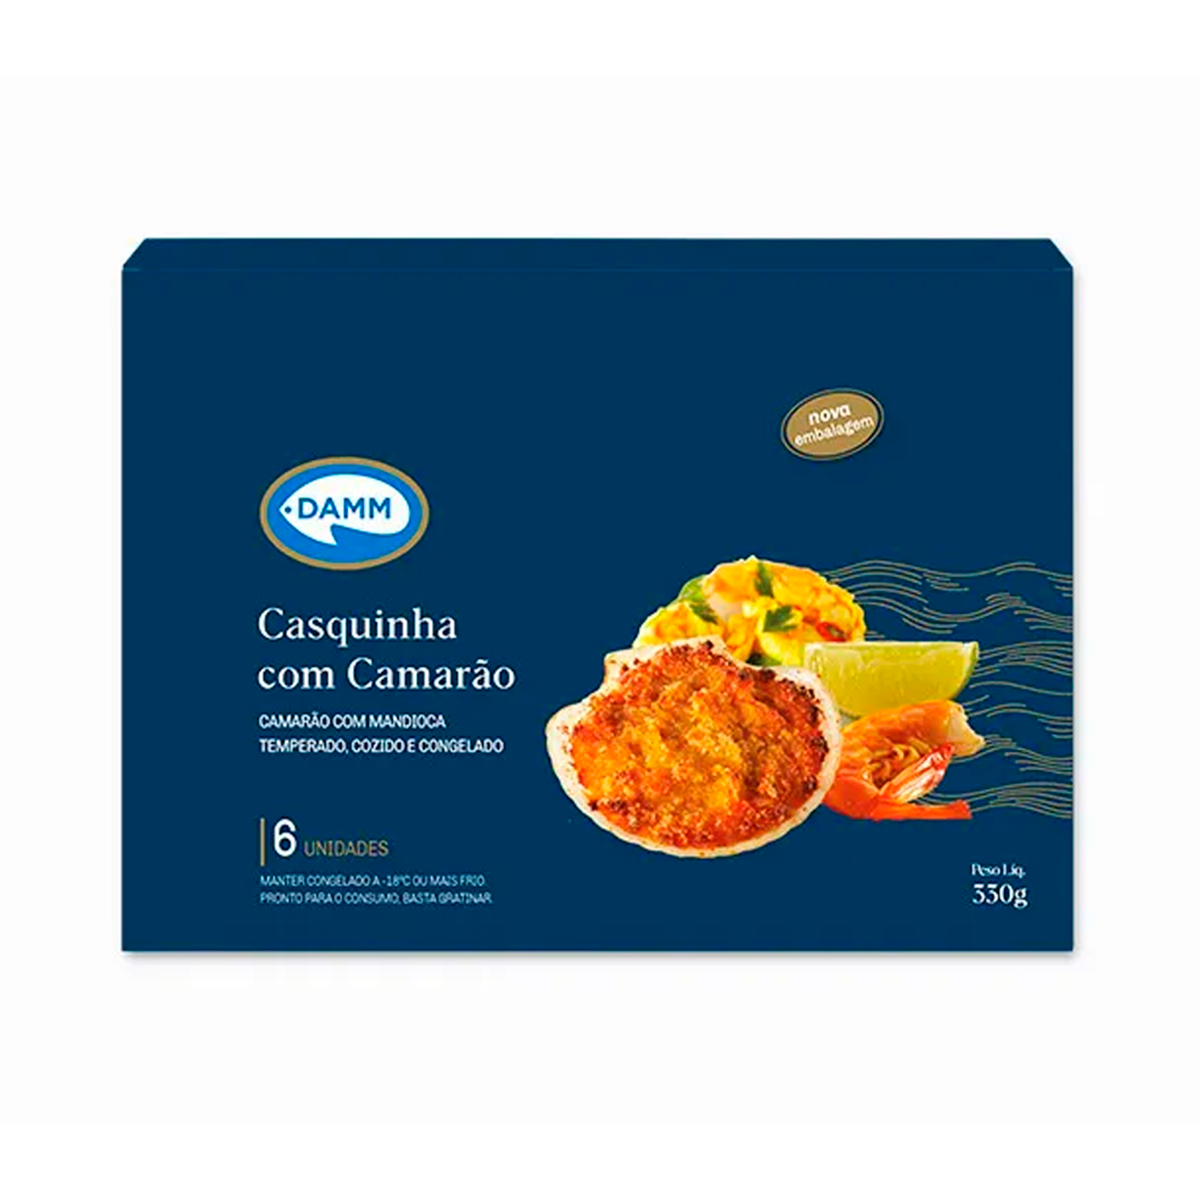 nova
embalagem
DAMM
Casquinha
com Camarão
CAMARÃO COM MANDIOCA
TEMPERADO, COZIDO E CONGELADO
6 UNIDADES
MANTER CONGELADO A -18ºC OU MAIS FRIO.
PRONTO PARA O CONSUMO, BASTA GRATINAR.
Peso Líq.
330g